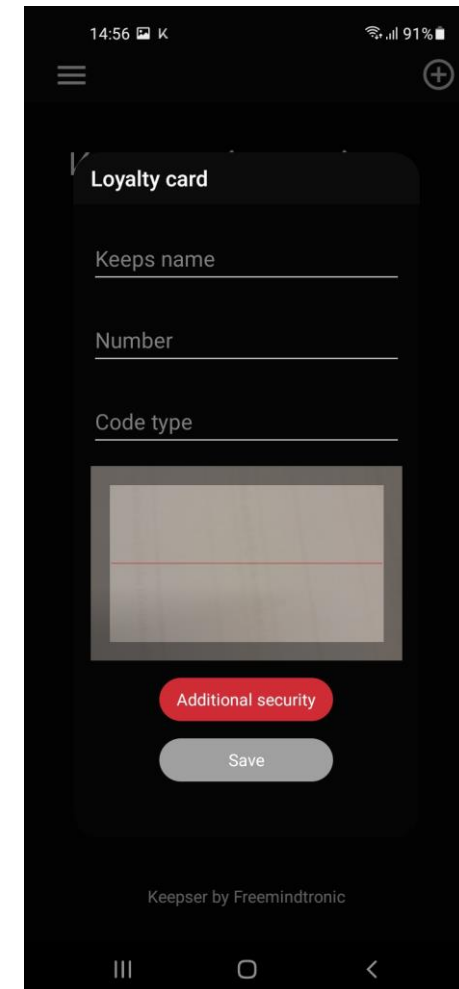 14:56 K 91%
Loyalty card
Keeps name
Number
Code type
Additional security
Save
Keepser by Freemindtronic